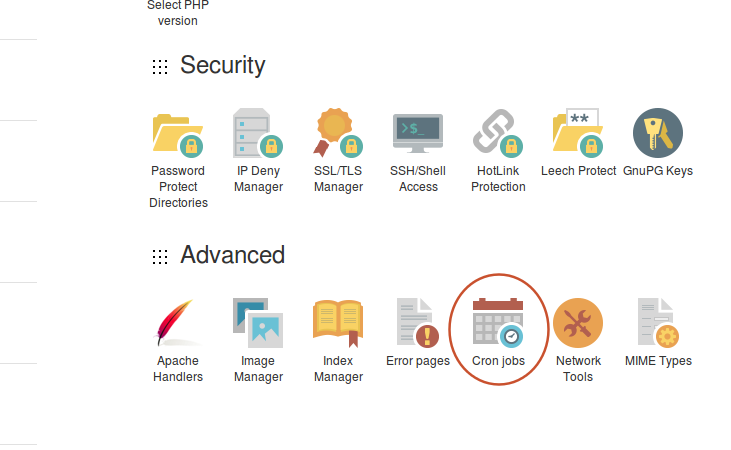 Select PHP
version
Security
Password
Protect
Directories
IP Deny
Manager
SSL/TLS
Manager
>$_
SSH/Shell
Access
HotLink
Protection
**
Leech Protect
GnuPG Keys
Advanced
Apache
Handlers
Image
Manager
Index
Manager
Error pages
Cron jobs
Network
Tools
MIME Types